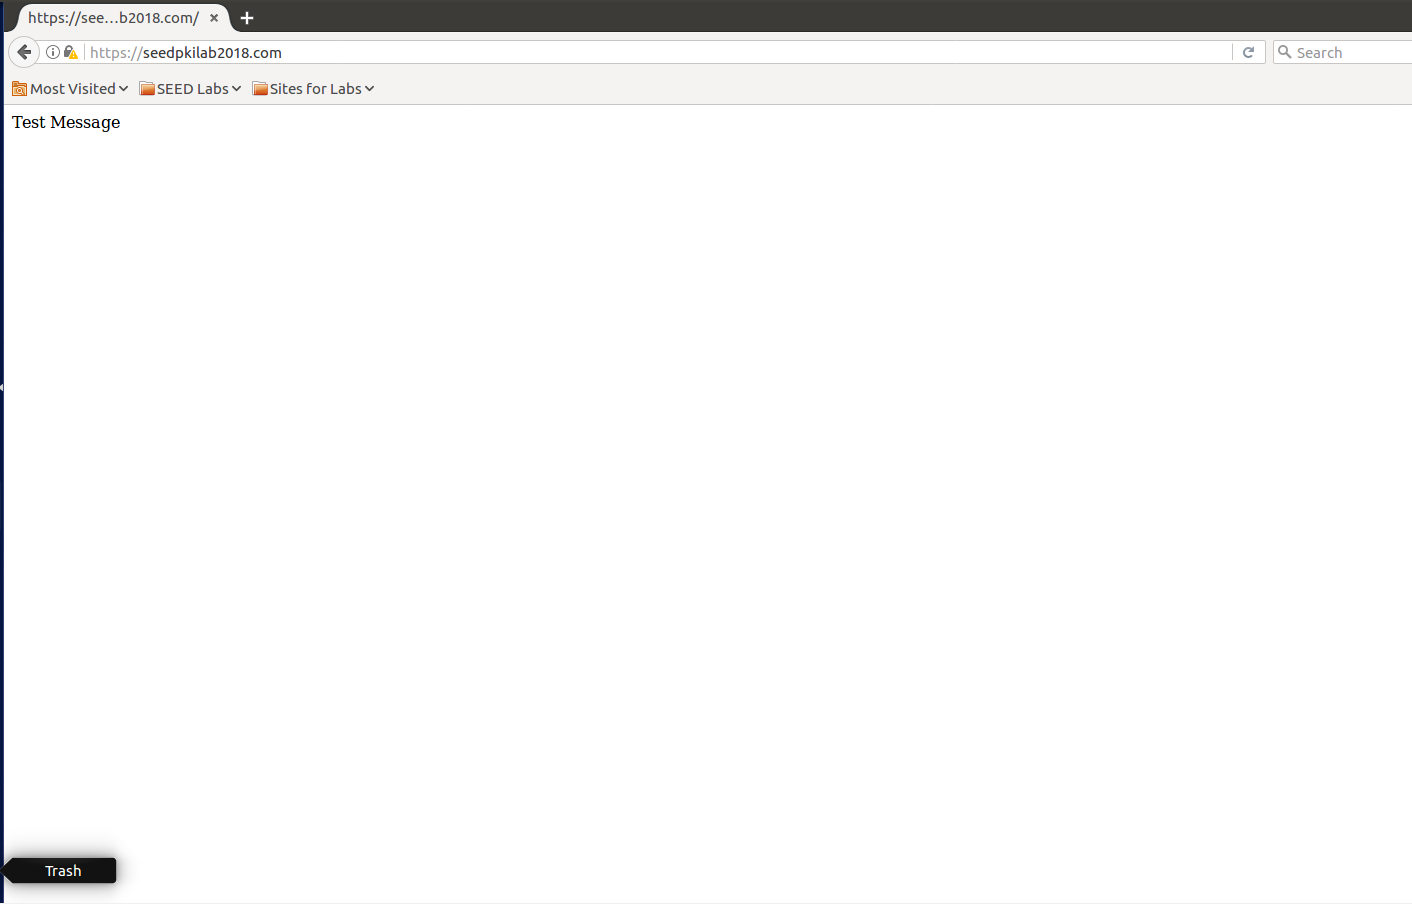 https://see...b2018.com/
https://seedpkilab2018.com
Search
Most Visited
SEED Labs
Sites for Labs
Test Message
Trash